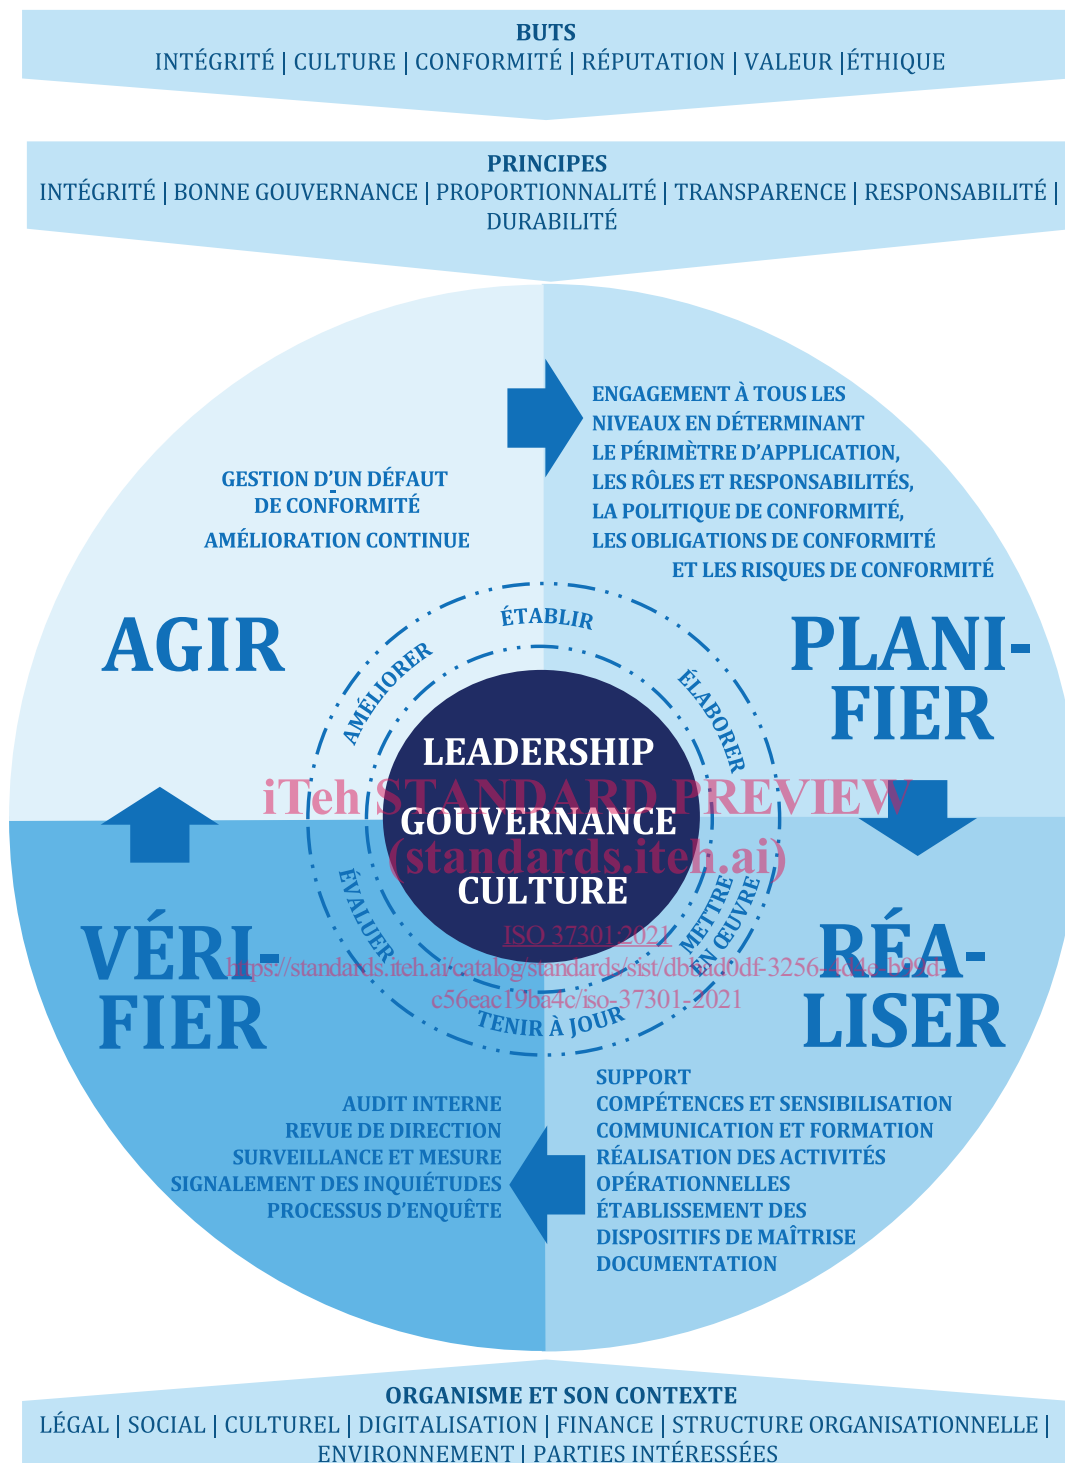 BUTS
INTÉGRITÉ | CULTURE | CONFORMITÉ | RÉPUTATION | VALEUR |ÉTHIQUE
PRINCIPES
INTÉGRITÉ | BONNE GOUVERNANCE | PROPORTIONNALITÉ | TRANSPARENCE | RESPONSABILITÉ |
DURABILITÉ
GESTION D'UN DÉFAUT
DE CONFORMITÉ
AMÉLIORATION CONTINUE
AGIR
ENGAGEMENT À TOUS LES
NIVEAUX EN DÉTERMINANT
LE PÉRIMÈTRE D'APPLICATION,
LES RÔLES ET RESPONSABILITÉS,
LA POLITIQUE DE CONFORMITÉ,
LES OBLIGATIONS DE CONFORMITÉ
ET LES RISQUES DE CONFORMITÉ
PLANI-
FIER
ÉTABLIR
ÉLABORER
METTRE
EN ŒUVRE
TENIR À JOUR
ÉVALUER
AMÉLIORER
LEADERSHIP
GOUVERNANCE
CULTURE
iTeh STANDARD PREVIEW
(standards.iteh.ai)
ISO 37301:2021
https://standards.iteh.ai/catalog/standards/sist/
c56eac19ba4c/iso-37301-2021
VÉRI-
FIER
RÉA-
LISER
AUDIT INTERNE
REVUE DE DIRECTION
SURVEILLANCE ET MESURE
SIGNALEMENT DES INQUIÉTUDES
PROCESSUS D'ENQUÊTE
SUPPORT
COMPÉTENCES ET SENSIBILISATION
COMMUNICATION ET FORMATION
RÉALISATION DES ACTIVITÉS
OPÉRATIONNELLES
ÉTABLISSEMENT DES
DISPOSITIFS DE MAÎTRISE
DOCUMENTATION
ORGANISME ET SON CONTEXTE
LÉGAL | SOCIAL | CULTUREL | DIGITALISATION | FINANCE | STRUCTURE ORGANISATIONNELLE |
ENVIRONNEMENT | PARTIES INTÉRESSÉES